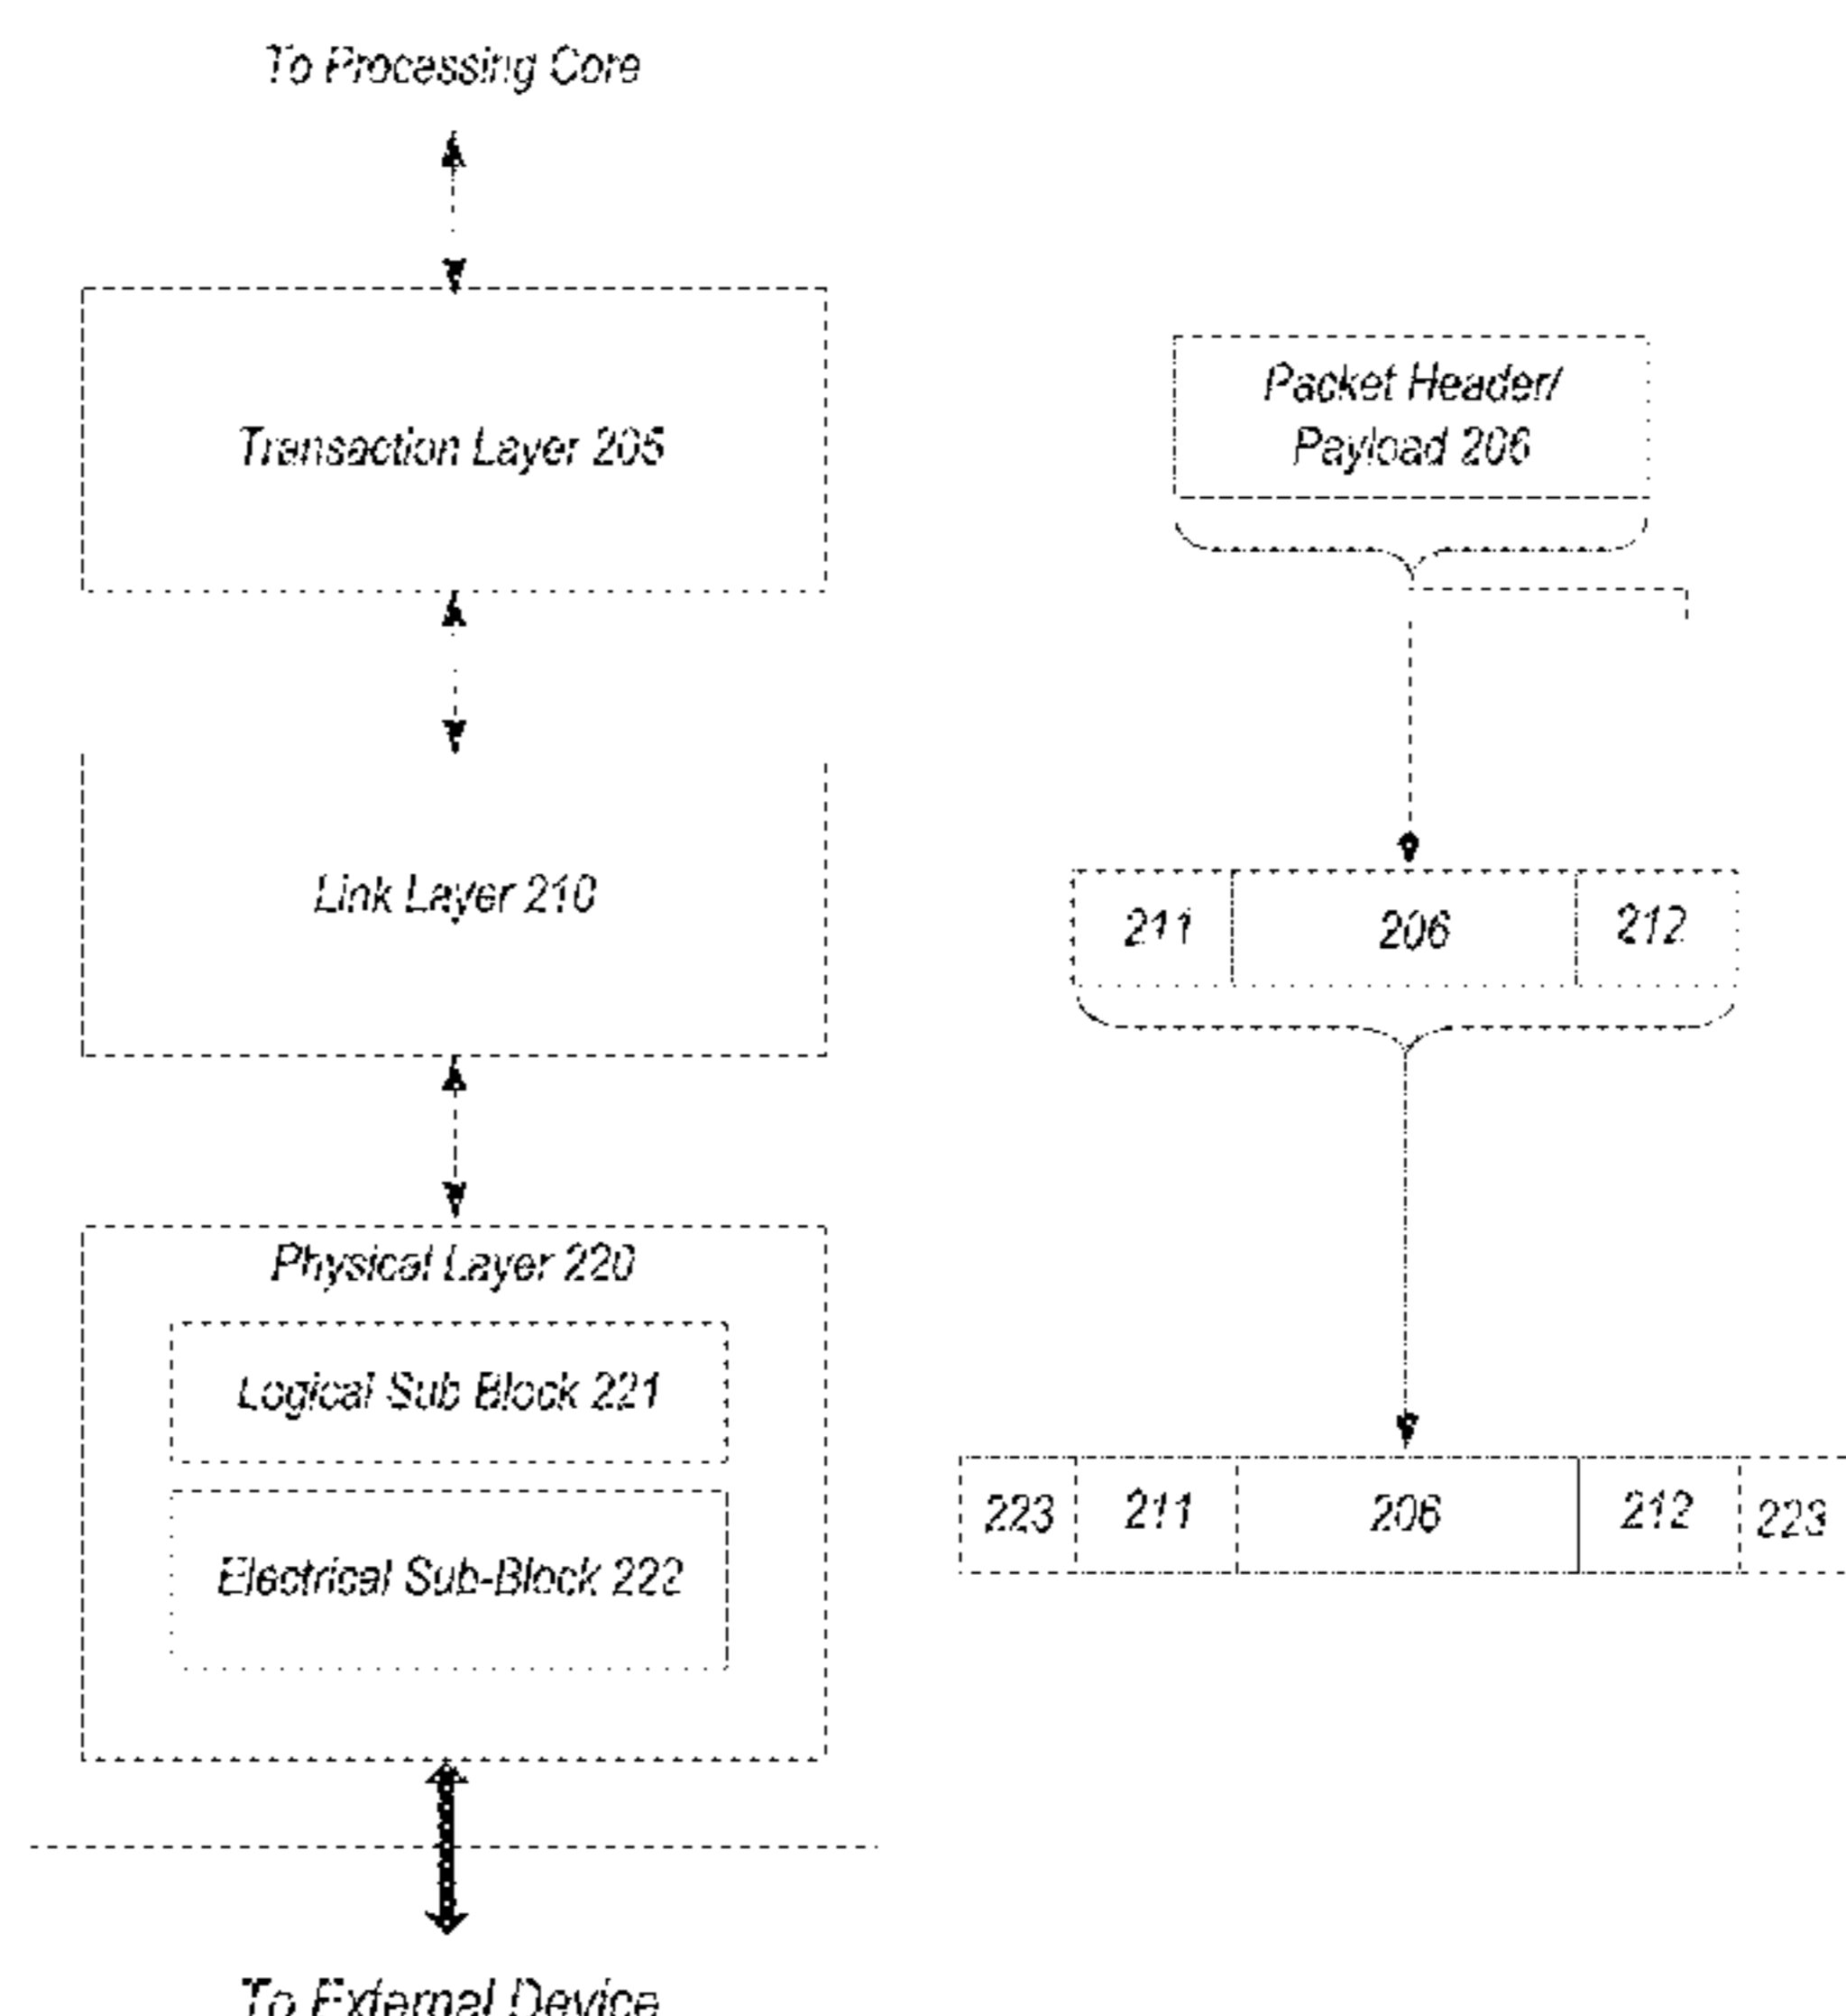 To Processing Core
Transaction Layer 205
Packet Header/
Payload 206
Link Layer 210
211 206 212
Physical Layer 220
Logical Sub Block 221
Electrical Sub-Block 222
223 211 206 212 223
To External Device